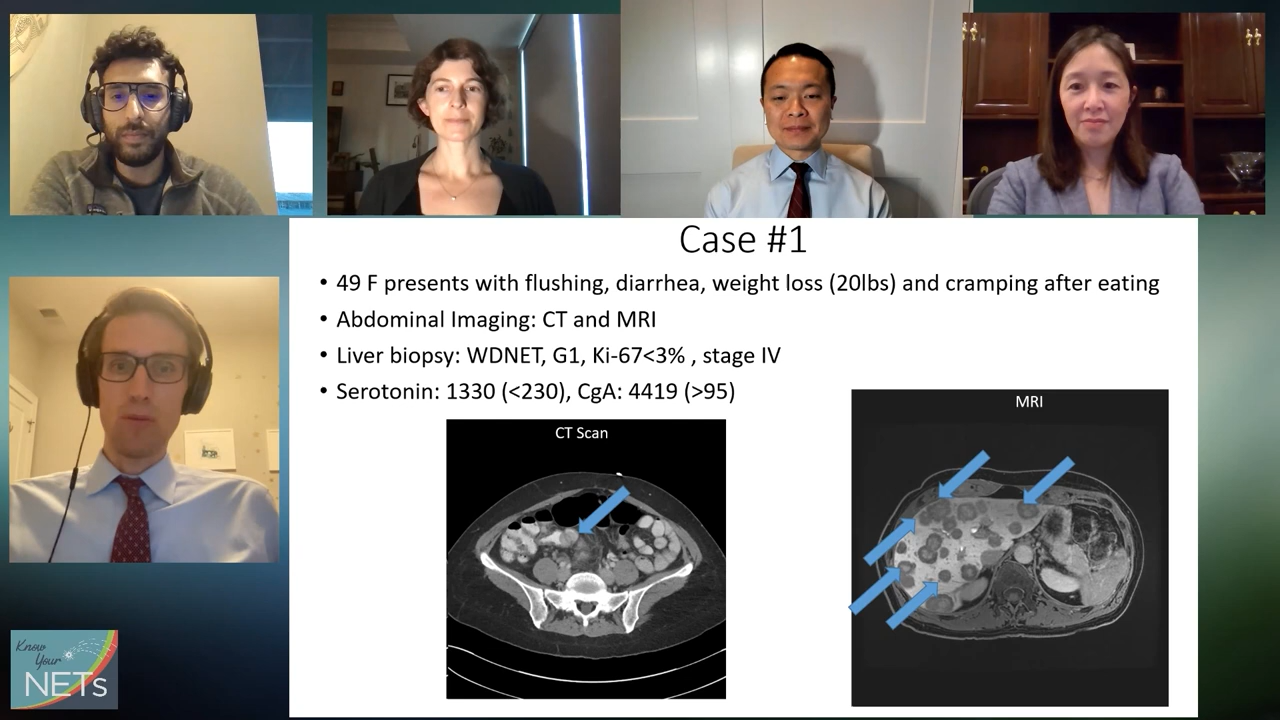 Case #1
• 49 F presents with flushing, diarrhea, weight loss (20lbs) and cramping after eating
• Abdominal Imaging: CT and MRI
• Liver biopsy: WDNET, G1, Ki-67<3% , stage IV
• Serotonin: 1330 (<230), CgA: 4419 (>95)
CT Scan
MRI
Know
Your
NETs